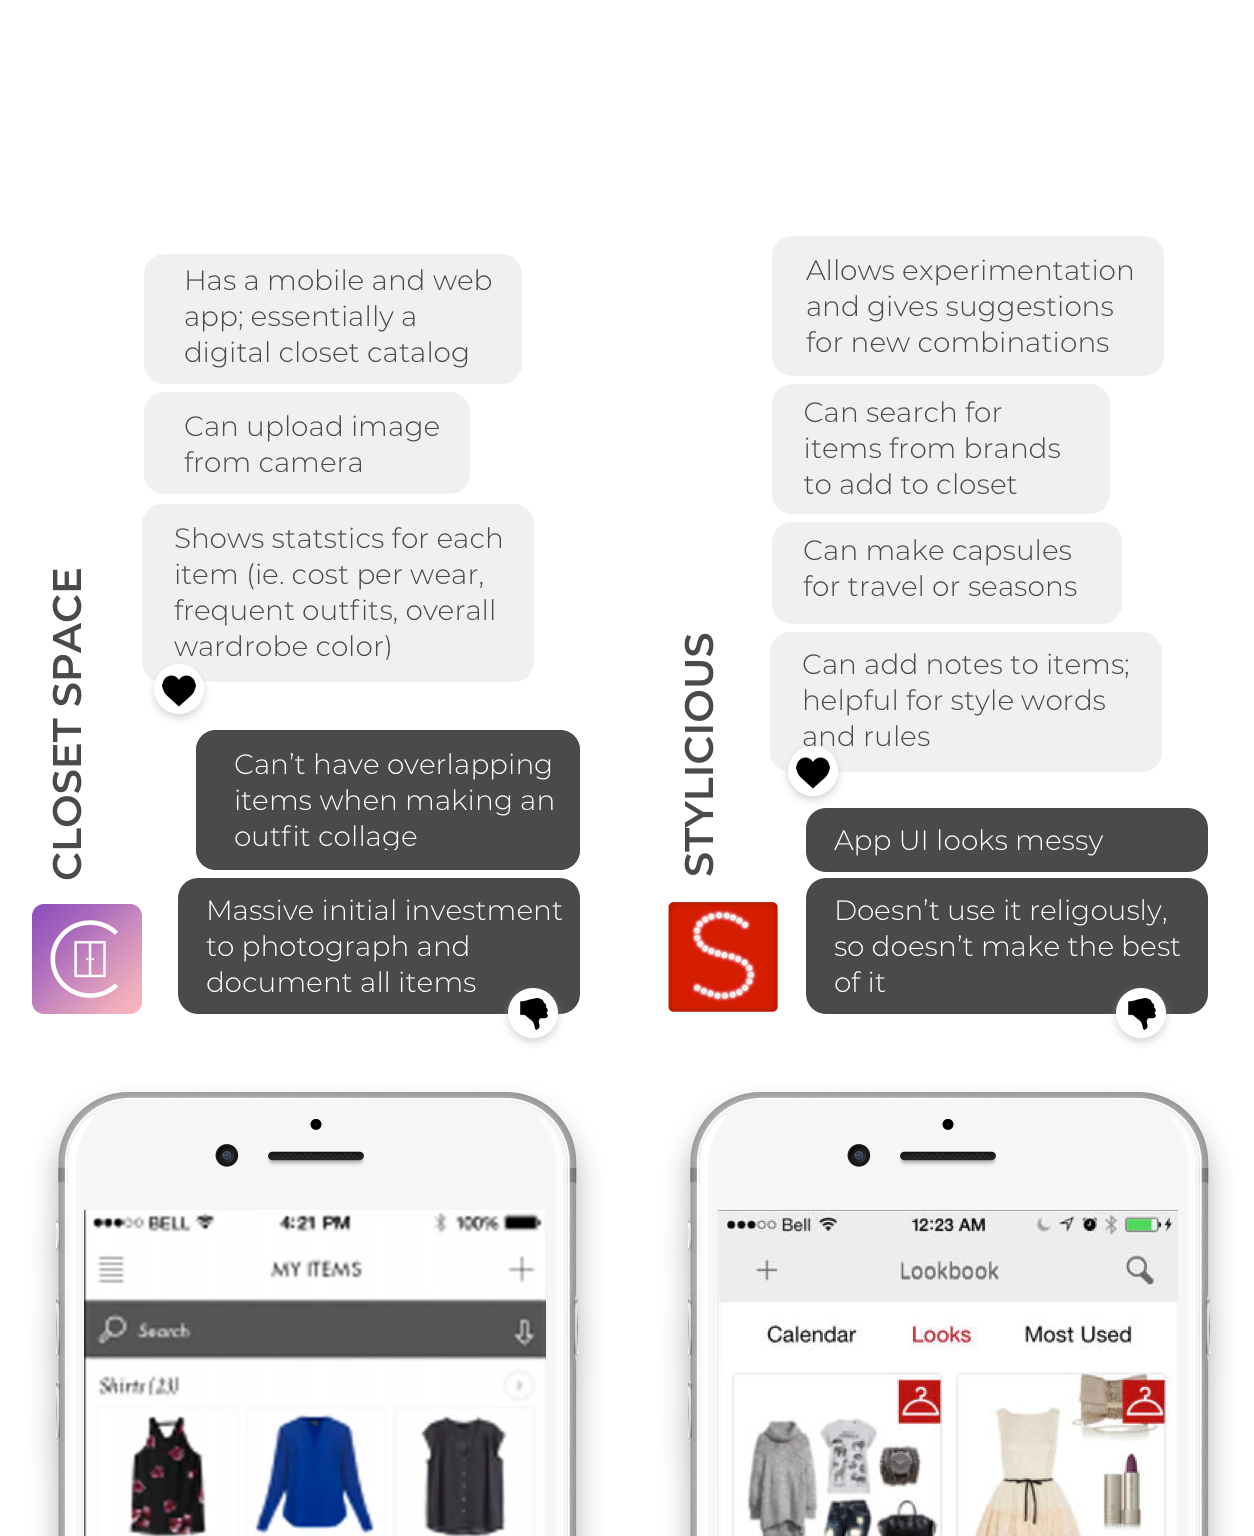 Has a mobile and web
app; essentially a
digital closet catalog
Can upload image
from camera
Shows statstics for each
item (ie. cost per wear,
frequent outfits, overall
wardrobe color)
Can’t have overlapping
items when making an
outfit collage
Massive initial investment
to photograph and
document all items
CLOSET SPACE
Allows experimentation
and gives suggestions
for new combinations
Can search for
items from brands
to add to closet
Can make capsules
for travel or seasons
Can add notes to items;
helpful for style words
and rules
App UI looks messy
Doesn’t use it religously,
so doesn’t make the best
of it
STYLICIOUS
S
BELL 4:21 PM 100%
MY ITEMS
Search
Shirts (23)
Bell 12:23 AM
Lookbook
Calendar Looks Most Used